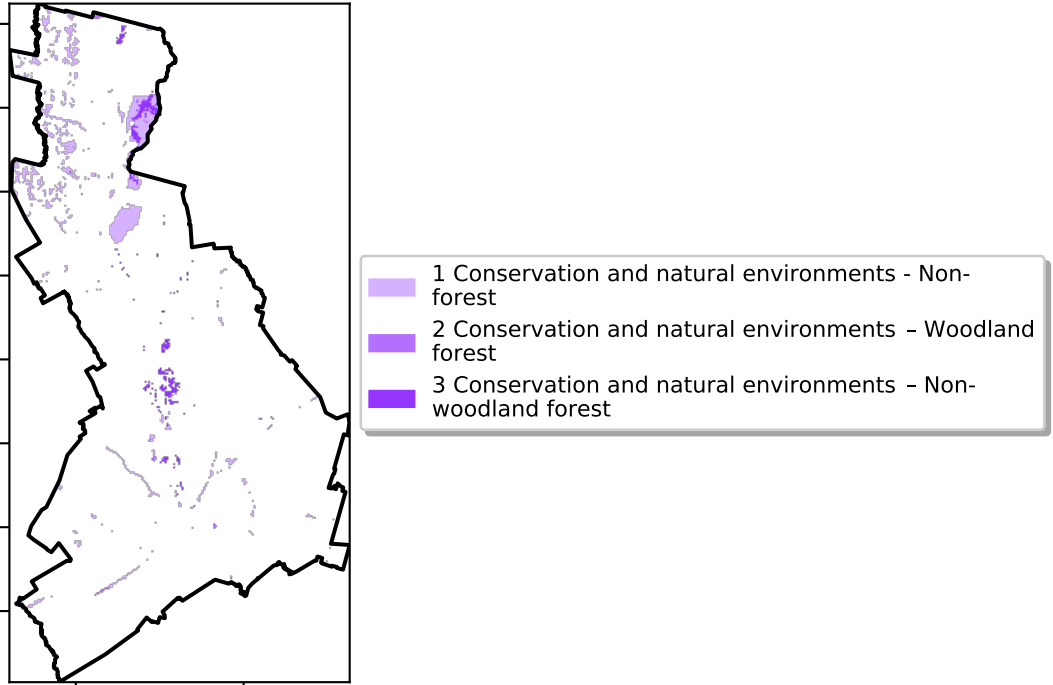 1 Conservation and natural environments - Non-
forest
2 Conservation and natural environments – Woodland
forest
3 Conservation and natural environments – Non-
woodland forest